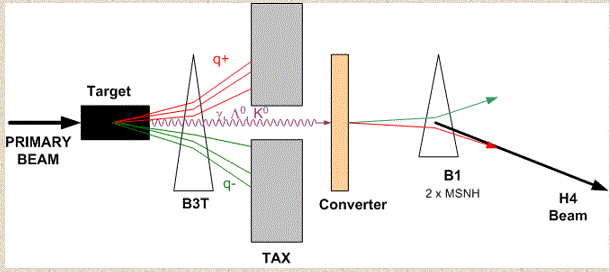 q+
Target
γ, Λ⁰, K⁰
PRIMARY
BEAM
q-
B3T
TAX
Converter
B1
2 x MSNH
H4
Beam